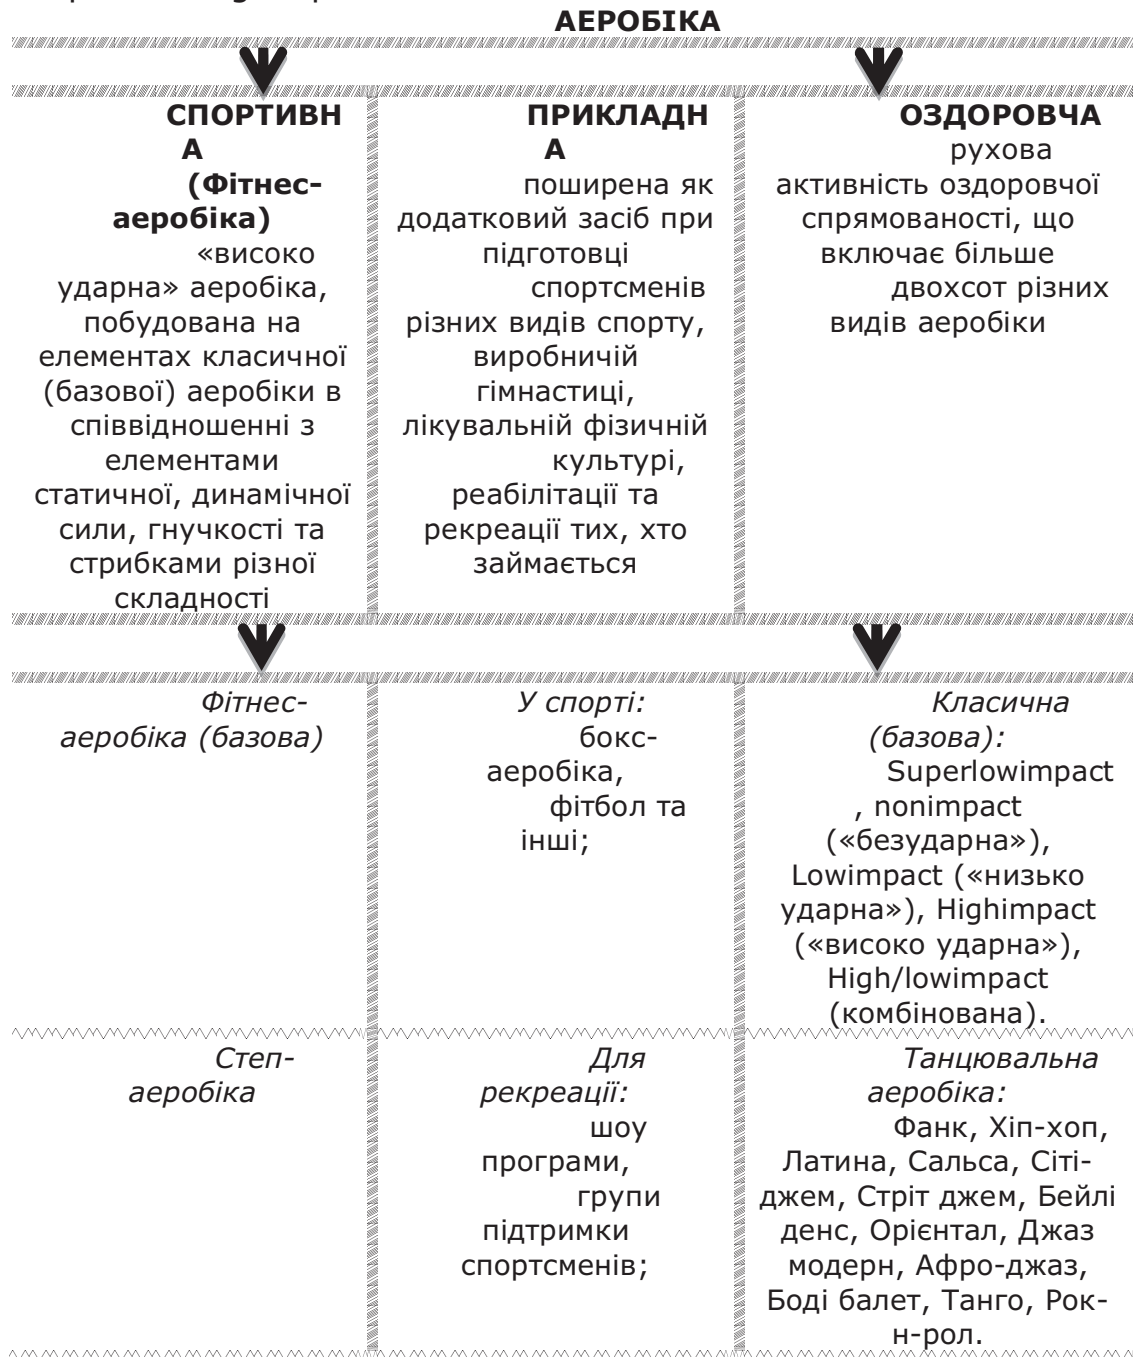 АЕРОБІКА
СПОРТИВН
А
(Фітнес-
аеробіка)
«високо
ударна» аеробіка,
побудована на
елементах класичної
(базової) аеробіки в
співвідношенні з
елементами
статичної, динамічної
сили, гнучкості та
стрибками різної
складності
ПРИКЛАДН
А
поширена як
додатковий засіб при
підготовці
спортсменів
різних видів спорту,
виробничій
гімнастиці,
лікувальній фізичній
культурі,
реабілітації та
рекреації тих, хто
займається
ОЗДОРОВЧА
рухова
активність оздоровчої
спрямованості, що
включає більше
двохсот різних
видів аеробіки
Фітнес-
аеробіка (базова)
У спорті:
бокс-
аеробіка,
фітбол та
інші;
Класична
(базова):
Superlowimpact
, nonimpact
(«безударна»),
Lowimpact («низько
ударна»), Highimpact
(«високо ударна»),
High/lowimpact
(комбінована).
Степ-
аеробіка
Для
рекреації:
шоу
програми,
групи
підтримки
спортсменів;
Танцювальна
аеробіка:
Фанк, Хіп-хоп,
Латина, Сальса, Сіті-
джем, Стріт джем, Бейлі
денс, Орієнтал, Джаз
модерн, Афро-джаз,
Боді балет, Танго, Рок-
н-рол.